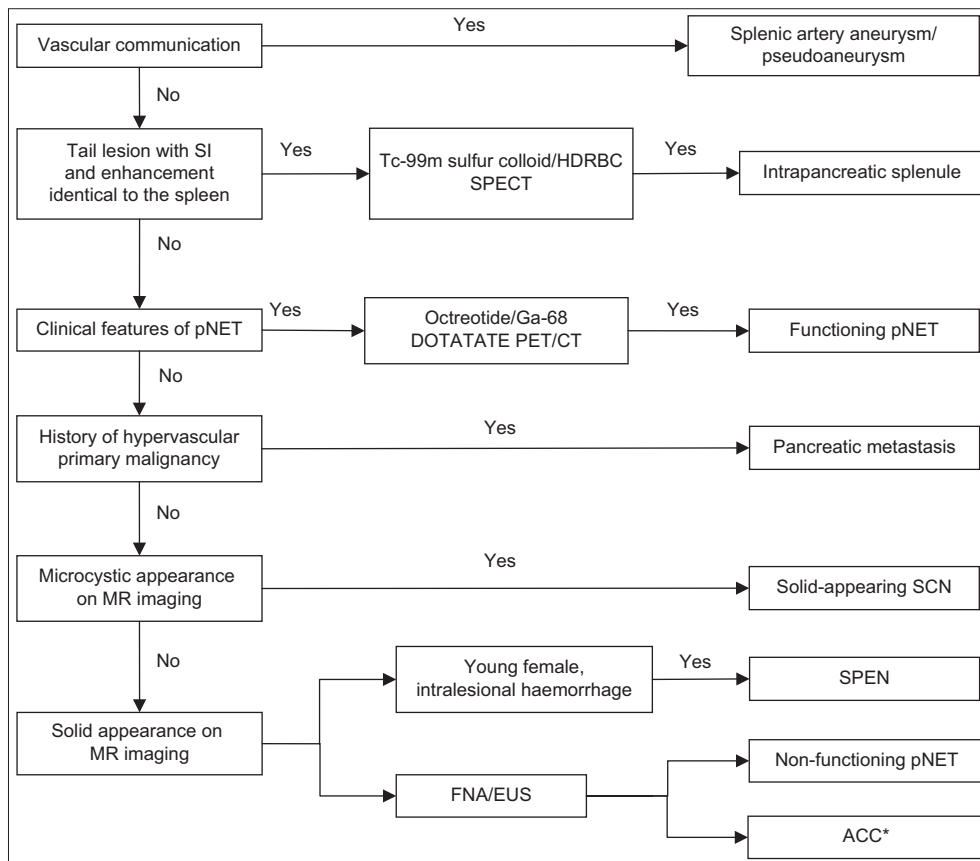 Vascular communication
Yes
Splenic artery aneurysm/
pseudoaneurysm
No
Tail lesion with SI
and enhancement
identical to the spleen
Yes
Tc-99m sulfur colloid/HDRBC
SPECT
Yes
Intrapancreatic splenule
No
Clinical features of pNET
Yes
Octreotide/Ga-68
DOTATATE PET/CT
Yes
Functioning pNET
No
History of hypervascular
primary malignancy
Yes
Pancreatic metastasis
No
Microcystic appearance
on MR imaging
Yes
Solid-appearing SCN
No
Solid appearance on
MR imaging
Young female,
intralesional haemorrhage
Yes
SPEN
FNA/EUS
Non-functioning pNET
ACC*